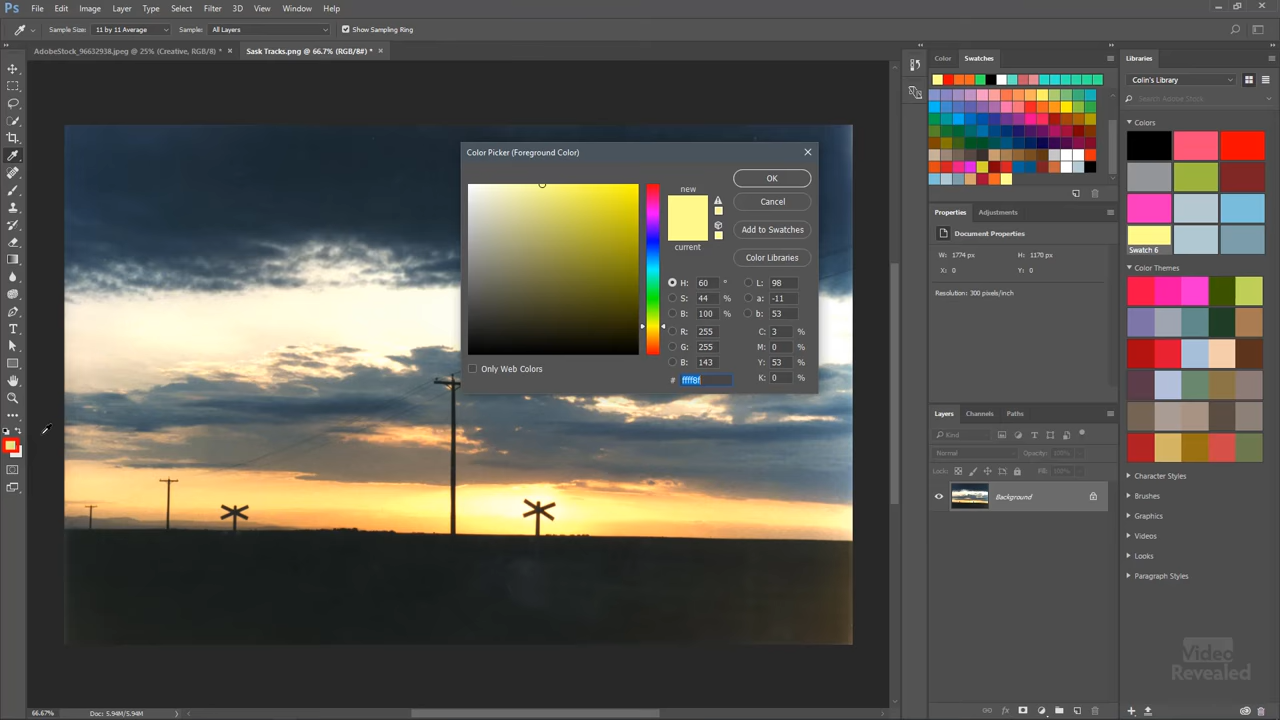 File Edit Image Layer Type Select Filter 3D View Window Help
Sample Size: 11 by 11 Average Sample: All Layers Show Sampling Ring
AdobeStock_96632938.jpeg @ 25% (Creative, RGB/8) * × Sask Tracks.png @ 66.7% (RGB/8#) * ×
Color Picker (Foreground Color)
new
current
OK
Cancel
Add to Swatches
Color Libraries
H: 60 ° L: 98
S: 44 % a: -11
B: 100 % b: 53
R: 255 C: 3 %
G: 255 M: 0 %
B: 143 Y: 53 %
# ffff8f K: 0 %
Only Web Colors
Color Swatches
Properties Adjustments
Document Properties
W: 1774 px H: 1170 px
X: 0 Y: 0
Resolution: 300 pixels/inch
Layers Channels Paths
Kind
Normal Opacity: 100%
Lock: Fill: 100%
Background
Libraries
Colin's Library
Search Adobe Stock
Colors
Swatch 6
Color Themes
Character Styles
Brushes
Graphics
Videos
Looks
Paragraph Styles
Video
Revealed
66.67% Doc: 5.94M/5.94M